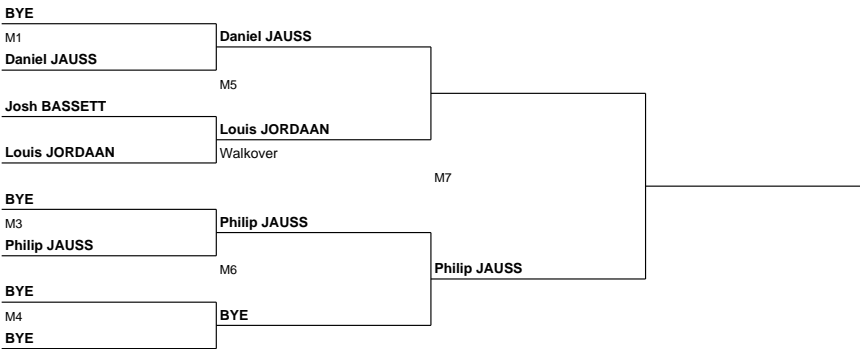 BYE
M1
Daniel JAUSS
Daniel JAUSS
M5
Josh BASSETT
Louis JORDAAN
Louis JORDAAN
Walkover
M7
BYE
M3
Philip JAUSS
Philip JAUSS
M6
Philip JAUSS
BYE
M4
BYE
BYE